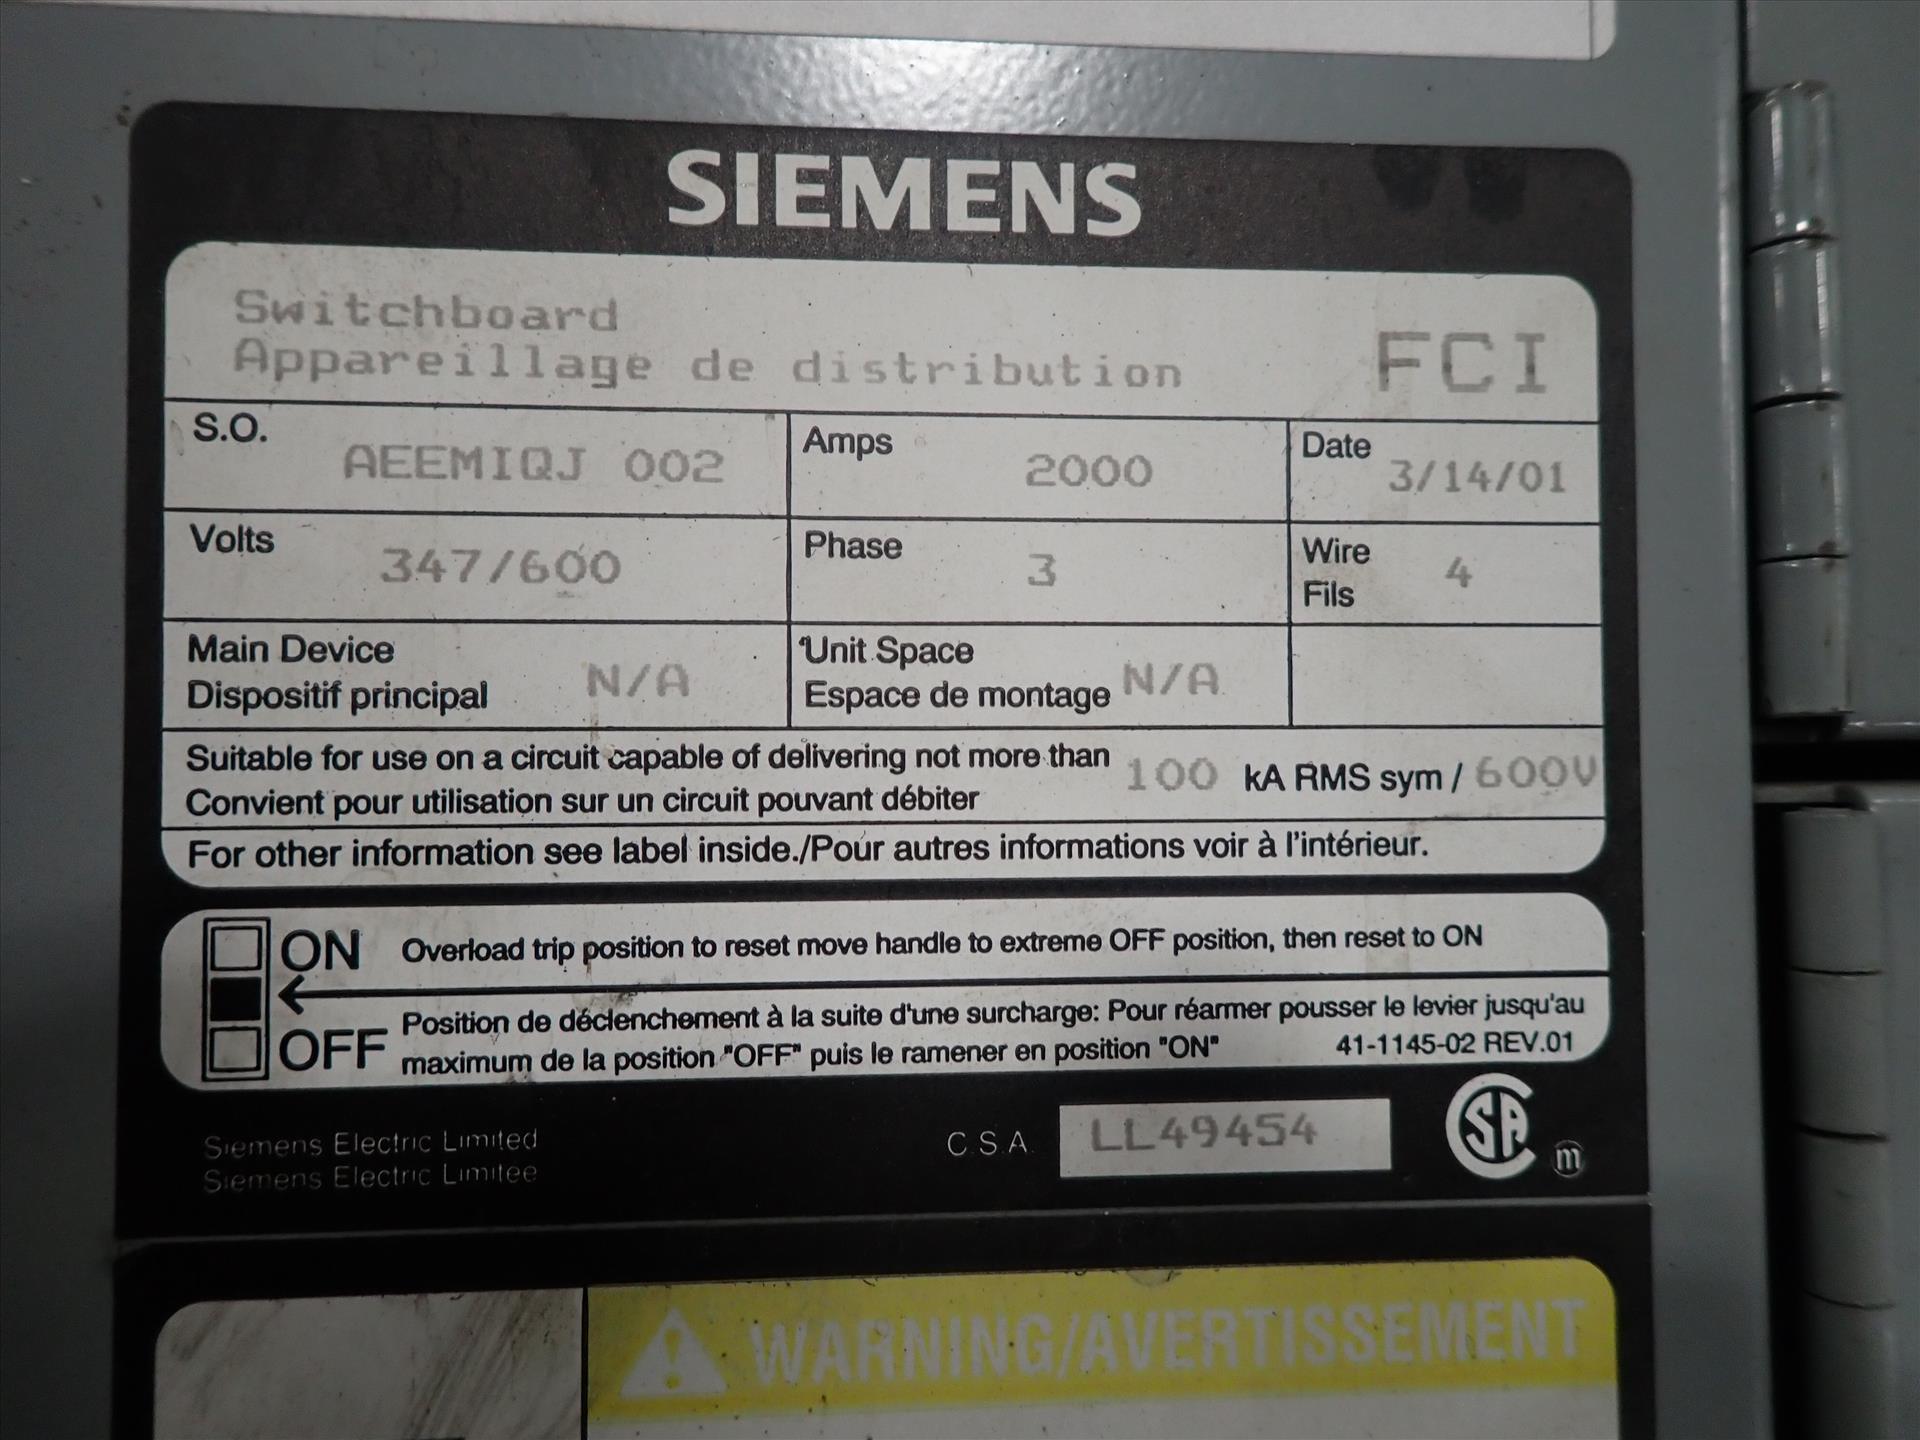 SIEMENS
Switchboard
Appareillage de distribution FCI
S.O. AEEMIQJ 002 Amps 2000 Date 3/14/01
Volts 347/600 Phase 3 Wire 4
Fils
Main Device N/A Unit Space N/A
Dispositif principal Espace de montage
Suitable for use on a circuit capable of delivering not more than 100 kA RMS sym / 600V
Convient pour utilisation sur un circuit pouvant débiter
For other information see label inside./Pour autres informations voir à l'intérieur.
ON Overload trip position to reset move handle to extreme OFF position, then reset to ON
OFF Position de déclenchement à la suite d'une surcharge: Pour réarmer pousser le levier jusqu'au
maximum de la position "OFF" puis le ramener en position "ON" 41-1145-02 REV.01
Siemens Electric Limited C.S.A. LL49454 SA m
Siemens Electric Limitee
WARNING/AVERTISSEMENT